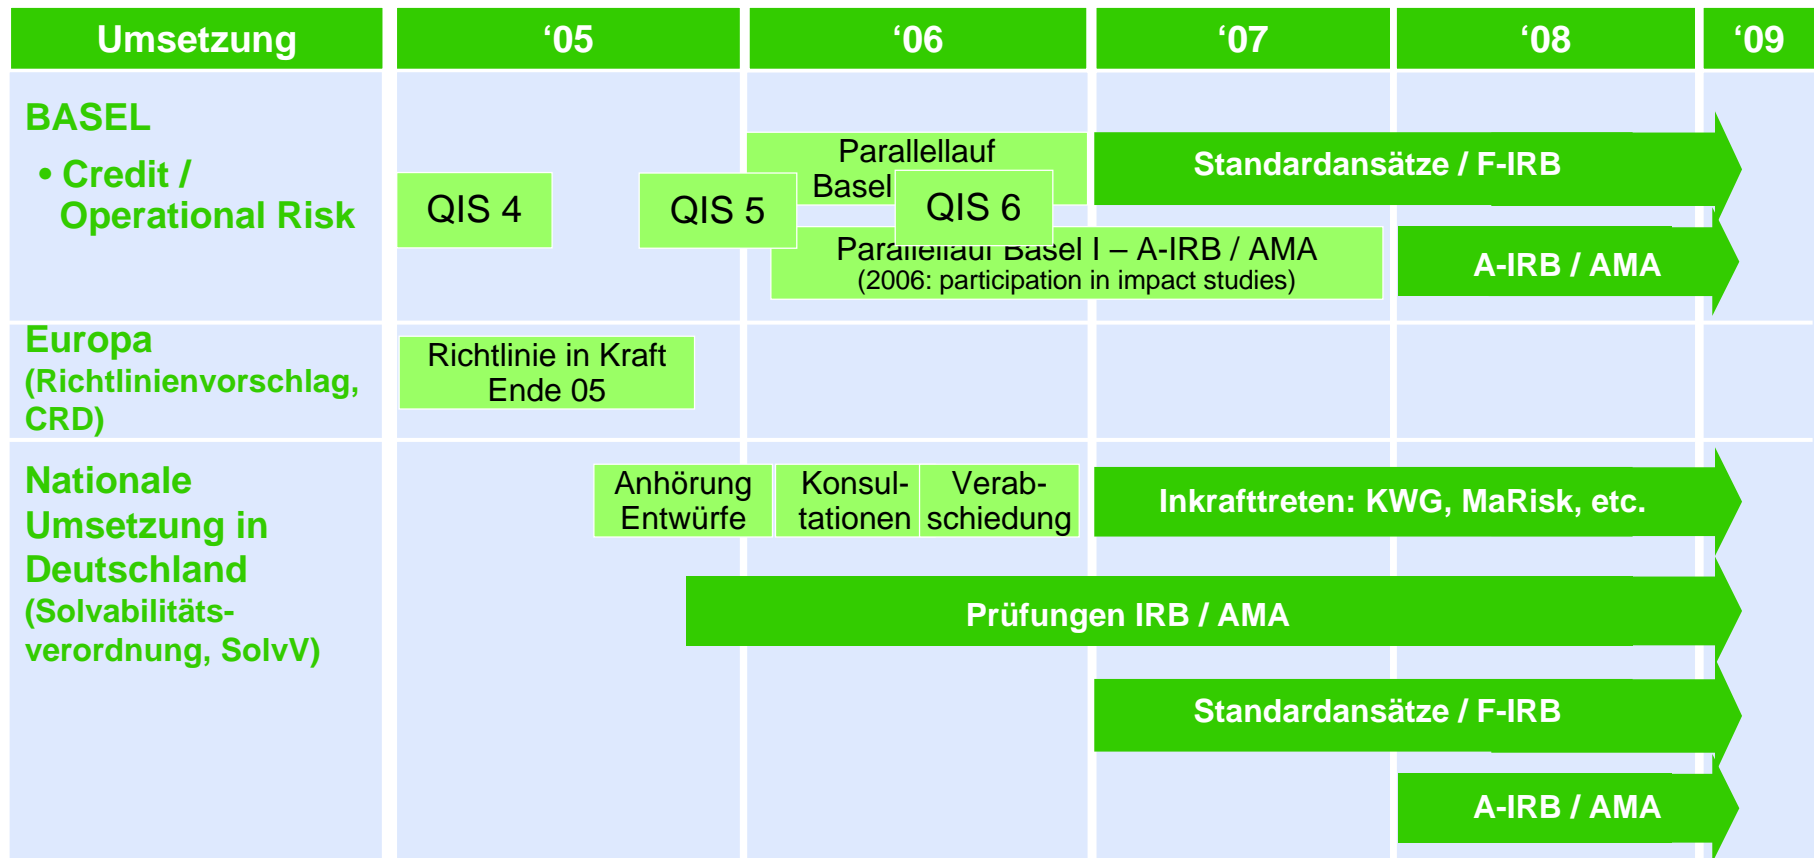 Umsetzung
‘05
‘06
‘07
‘08
‘09
BASEL
• Credit /
Operational Risk
QIS 4
QIS 5
Parallellauf
Basel
QIS 6
Parallellauf Basel I – A-IRB / AMA
(2006: participation in impact studies)
Standardansätze / F-IRB
A-IRB / AMA
Europa
(Richtlinienvorschlag,
CRD)
Richtlinie in Kraft
Ende 05
Nationale
Umsetzung in
Deutschland
(Solvabilitäts-
verordnung, SolvV)
Anhörung
Entwürfe
Konsul-
tationen
Verab-
schiedung
Inkrafttreten: KWG, MaRisk, etc.
Prüfungen IRB / AMA
Standardansätze / F-IRB
A-IRB / AMA